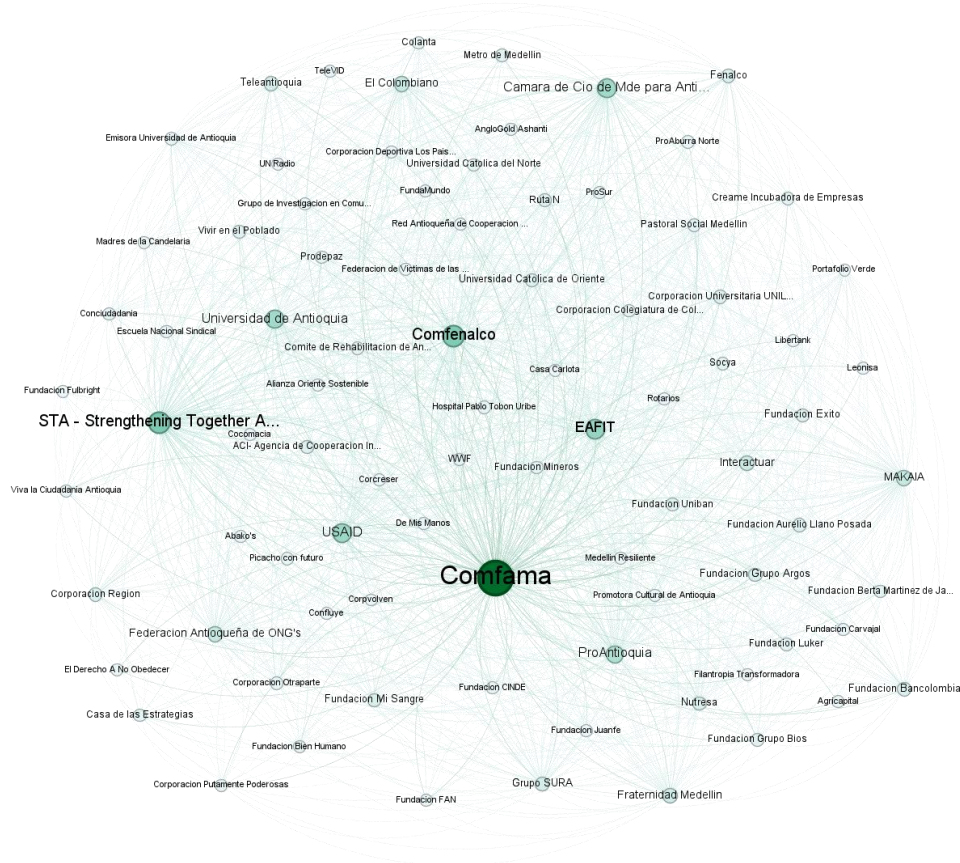 Colanta
Metro de Medellin
TeleVID
Fenalco
Teleantioquia
El Colombiano
Camara de Cio de Mde para Anti...
AngloGold Ashanti
Emisora Universidad de Antioquia
ProAburra Norte
Corporacion Deportiva Los Pais...
UN Radio
Universidad Catolica del Norte
FundaMundo
ProSur
Ruta N
Creame Incubadora de Empresas
Grupo de Investigacion en Comu...
Red Antioqueña de Cooperacion ...
Pastoral Social Medellin
Vivir en el Poblado
Madres de la Candelaria
Prodepaz
Federacion de Victimas de las ...
Portafolio Verde
Universidad Catolica de Oriente
Corporacion Universitaria UNIL...
Corporacion Colegiatura de Col...
Conciudadania
Universidad de Antioquia
Escuela Nacional Sindical
Comfenalco
Libertank
Comite de Rehabilitacion de An...
Socya
Leonisa
Casa Carlota
Alianza Oriente Sostenible
Fundacion Fulbright
Rotarios
Hospital Pablo Tobon Uribe
Fundacion Exito
STA - Strengthening Together A...
EAFIT
Cocomacia
ACI- Agencia de Cooperacion In...
WWF
Fundacion Mineros
Interactuar
MAKAIA
Corcreser
Viva la Ciudadania Antioquia
Fundacion Uniban
De Mis Manos
Fundacion Aurelio Llano Posada
USAID
Abako's
Picacho con futuro
Medellin Resiliente
Comfama
Fundacion Grupo Argos
Corporacion Region
Promotora Cultural de Antioquia
Fundacion Berta Martinez de Ja...
Corpvolven
Confluye
Federacion Antioqueña de ONG's
Fundacion Carvajal
Fundacion Luker
ProAntioquia
El Derecho A No Obedecer
Filantropia Transformadora
Corporacion Otraparte
Fundacion CINDE
Fundacion Bancolombia
Fundacion Mi Sangre
Nutresa
Agricapital
Casa de las Estrategias
Fundacion Juanfe
Fundacion Grupo Bios
Fundacion Bien Humano
Corporacion Putamente Poderosas
Grupo SURA
Fraternidad Medellin
Fundacion FAN